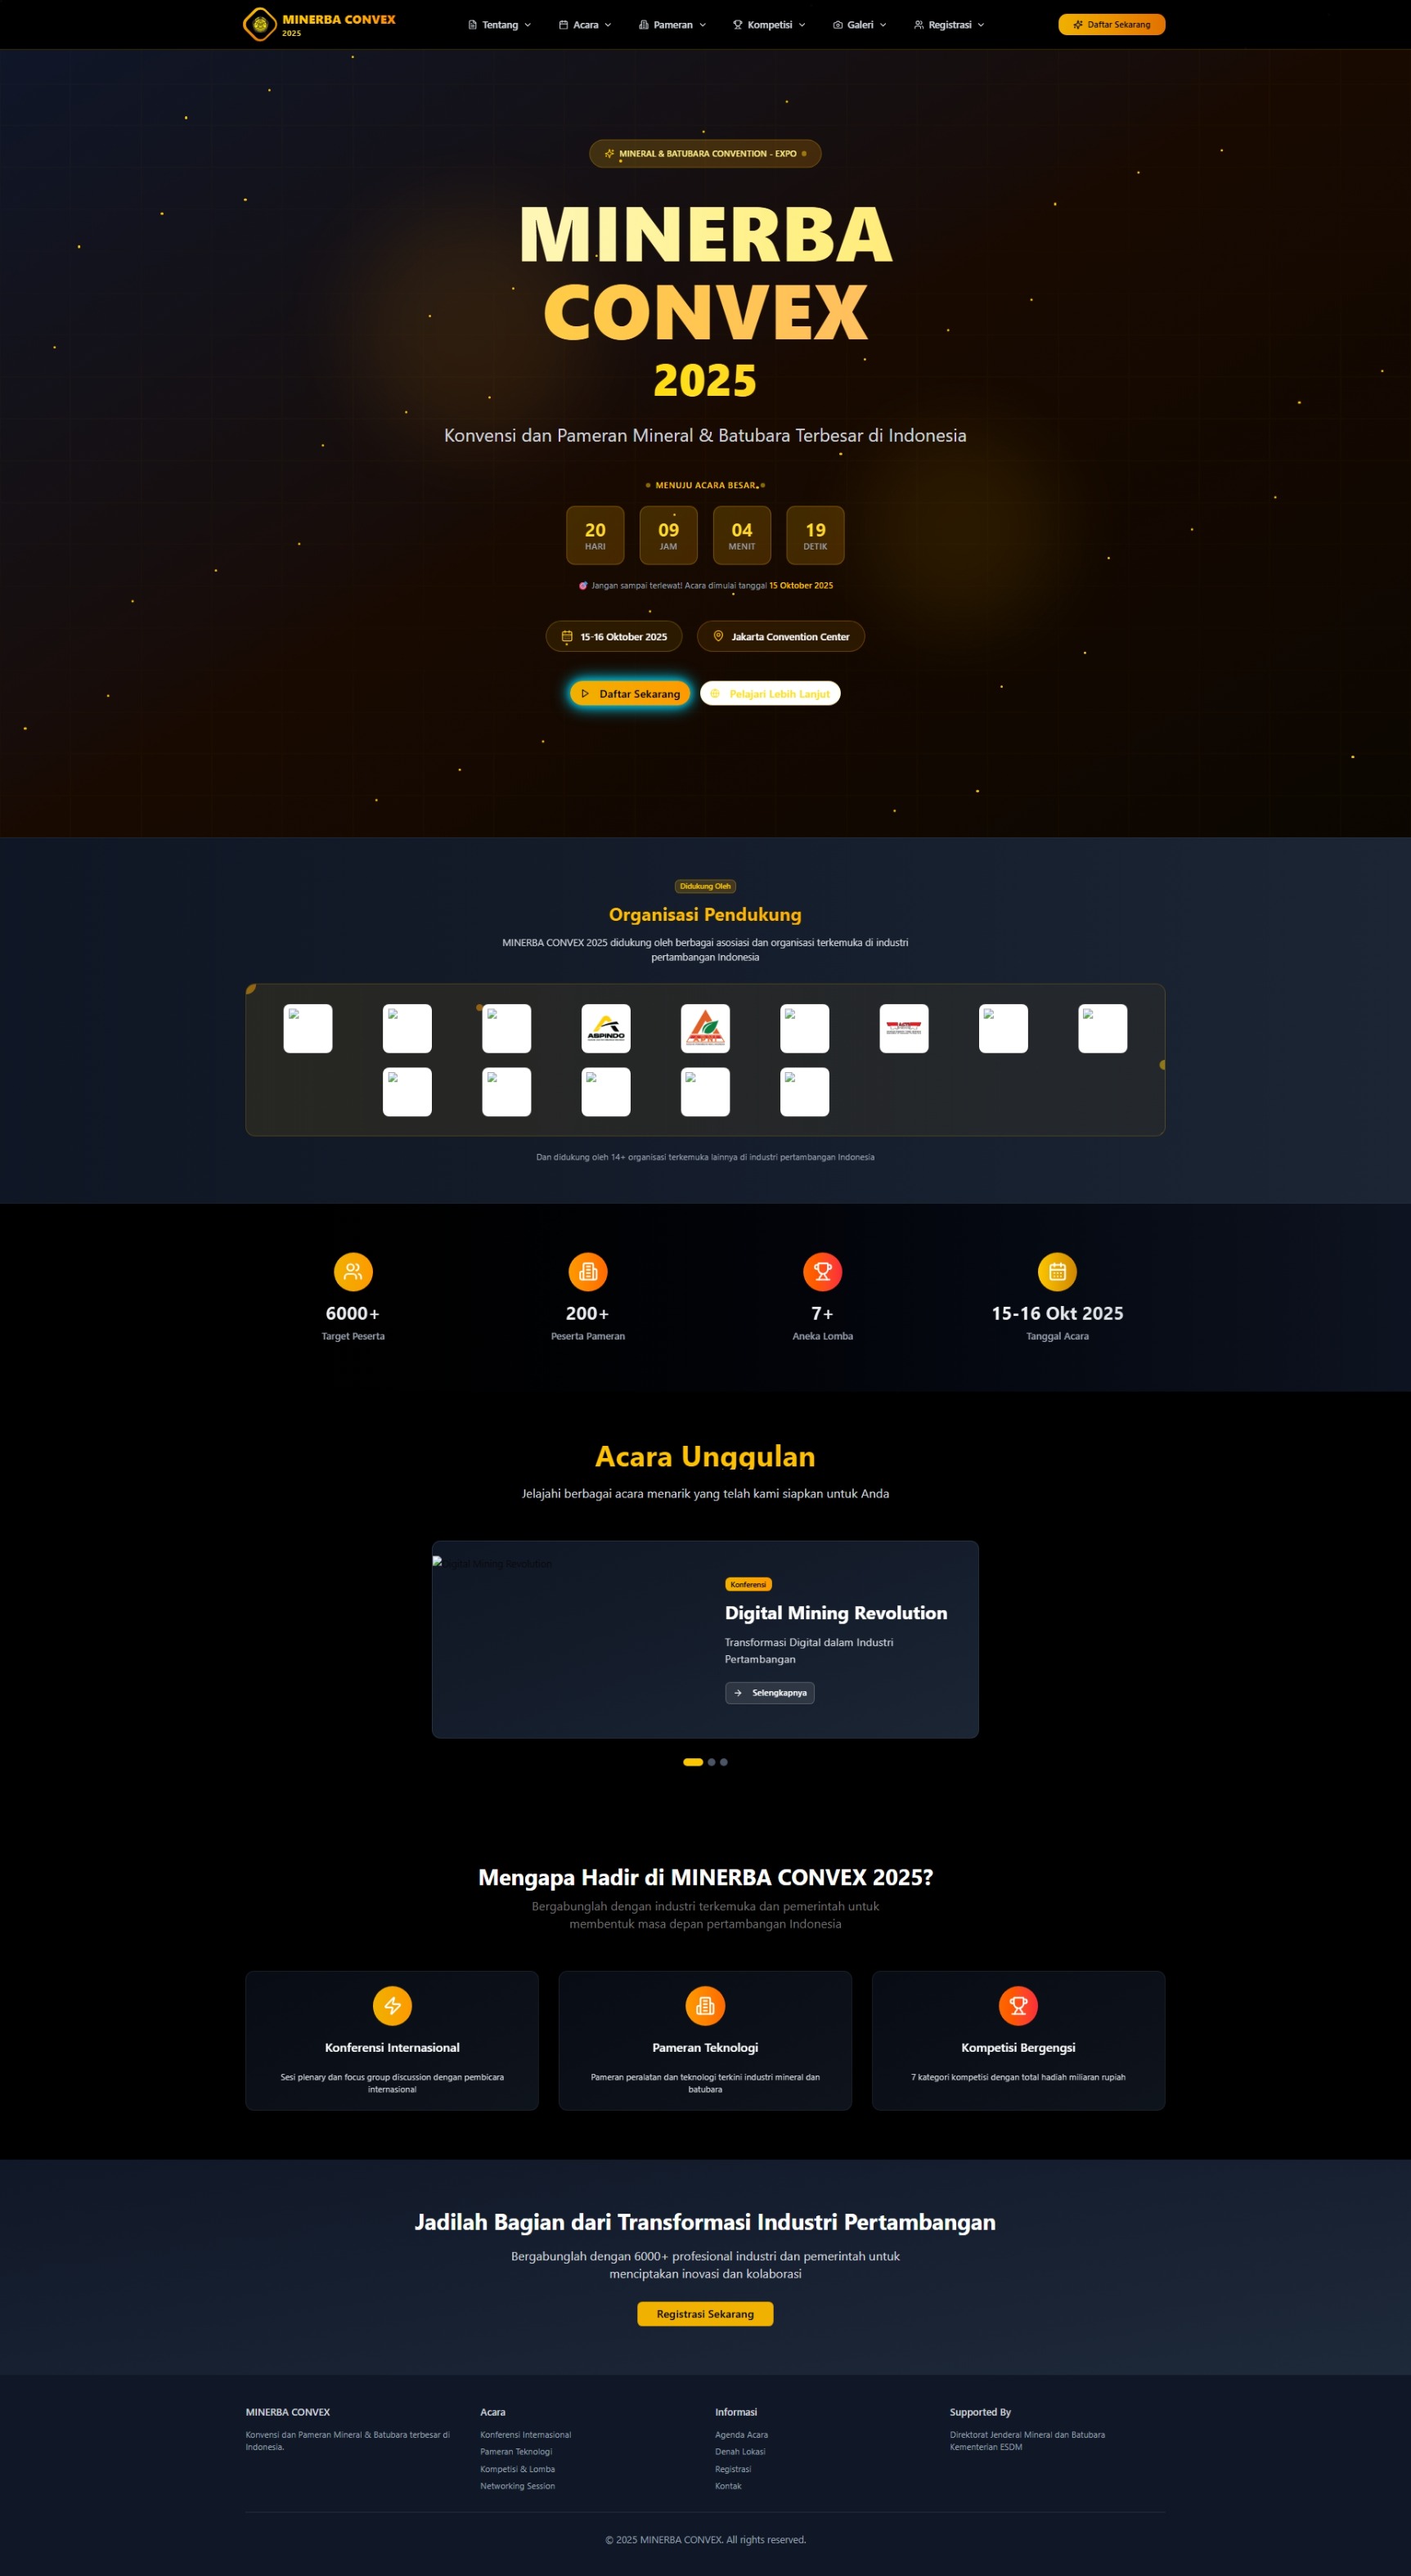 MINERBA CONVEX
2025
Tentang
Acara
Pameran
Kompetisi
Galeri
Registrasi
Daftar Sekarang
MINERAL & BATUBARA CONVENTION - EXPO
MINERBA
CONVEX
2025
Konvensi dan Pameran Mineral & Batubara Terbesar di Indonesia
MENUJU ACARA BESAR
20
HARI
09
JAM
04
MENIT
19
DETIK
Jangan sampai terlewat! Acara dimulai tanggal 15 Oktober 2025
15-16 Oktober 2025
Jakarta Convention Center
Daftar Sekarang
Pelajari Lebih Lanjut
Didukung Oleh
Organisasi Pendukung
MINERBA CONVEX 2025 didukung oleh berbagai asosiasi dan organisasi terkemuka di industri
pertambangan Indonesia
ASPINDO
Dan didukung oleh 14+ organisasi terkemuka lainnya di industri pertambangan Indonesia
6000+
Target Peserta
200+
Peserta Pameran
7+
Aneka Lomba
15-16 Okt 2025
Tanggal Acara
Acara Unggulan
Jelajahi berbagai acara menarik yang telah kami siapkan untuk Anda
Digital Mining Revolution
Konferensi
Digital Mining Revolution
Transformasi Digital dalam Industri
Pertambangan
Selengkapnya
Mengapa Hadir di MINERBA CONVEX 2025?
Bergabunglah dengan industri terkemuka dan pemerintah untuk
membentuk masa depan pertambangan Indonesia
Konferensi Internasional
Sesi plenary dan focus group discussion dengan pembicara
internasional
Pameran Teknologi
Pameran peralatan dan teknologi terkini industri mineral dan
batubara
Kompetisi Bergengsi
7 kategori kompetisi dengan total hadiah miliaran rupiah
Jadilah Bagian dari Transformasi Industri Pertambangan
Bergabunglah dengan 6000+ profesional industri dan pemerintah untuk
menciptakan inovasi dan kolaborasi
Registrasi Sekarang
MINERBA CONVEX
Konvensi dan Pameran Mineral & Batubara terbesar di
Indonesia.
Acara
Konferensi Internasional
Pameran Teknologi
Kompetisi & Lomba
Networking Session
Informasi
Agenda Acara
Denah Lokasi
Registrasi
Kontak
Supported By
Direktorat Jenderal Mineral dan Batubara
Kementerian ESDM
© 2025 MINERBA CONVEX. All rights reserved.